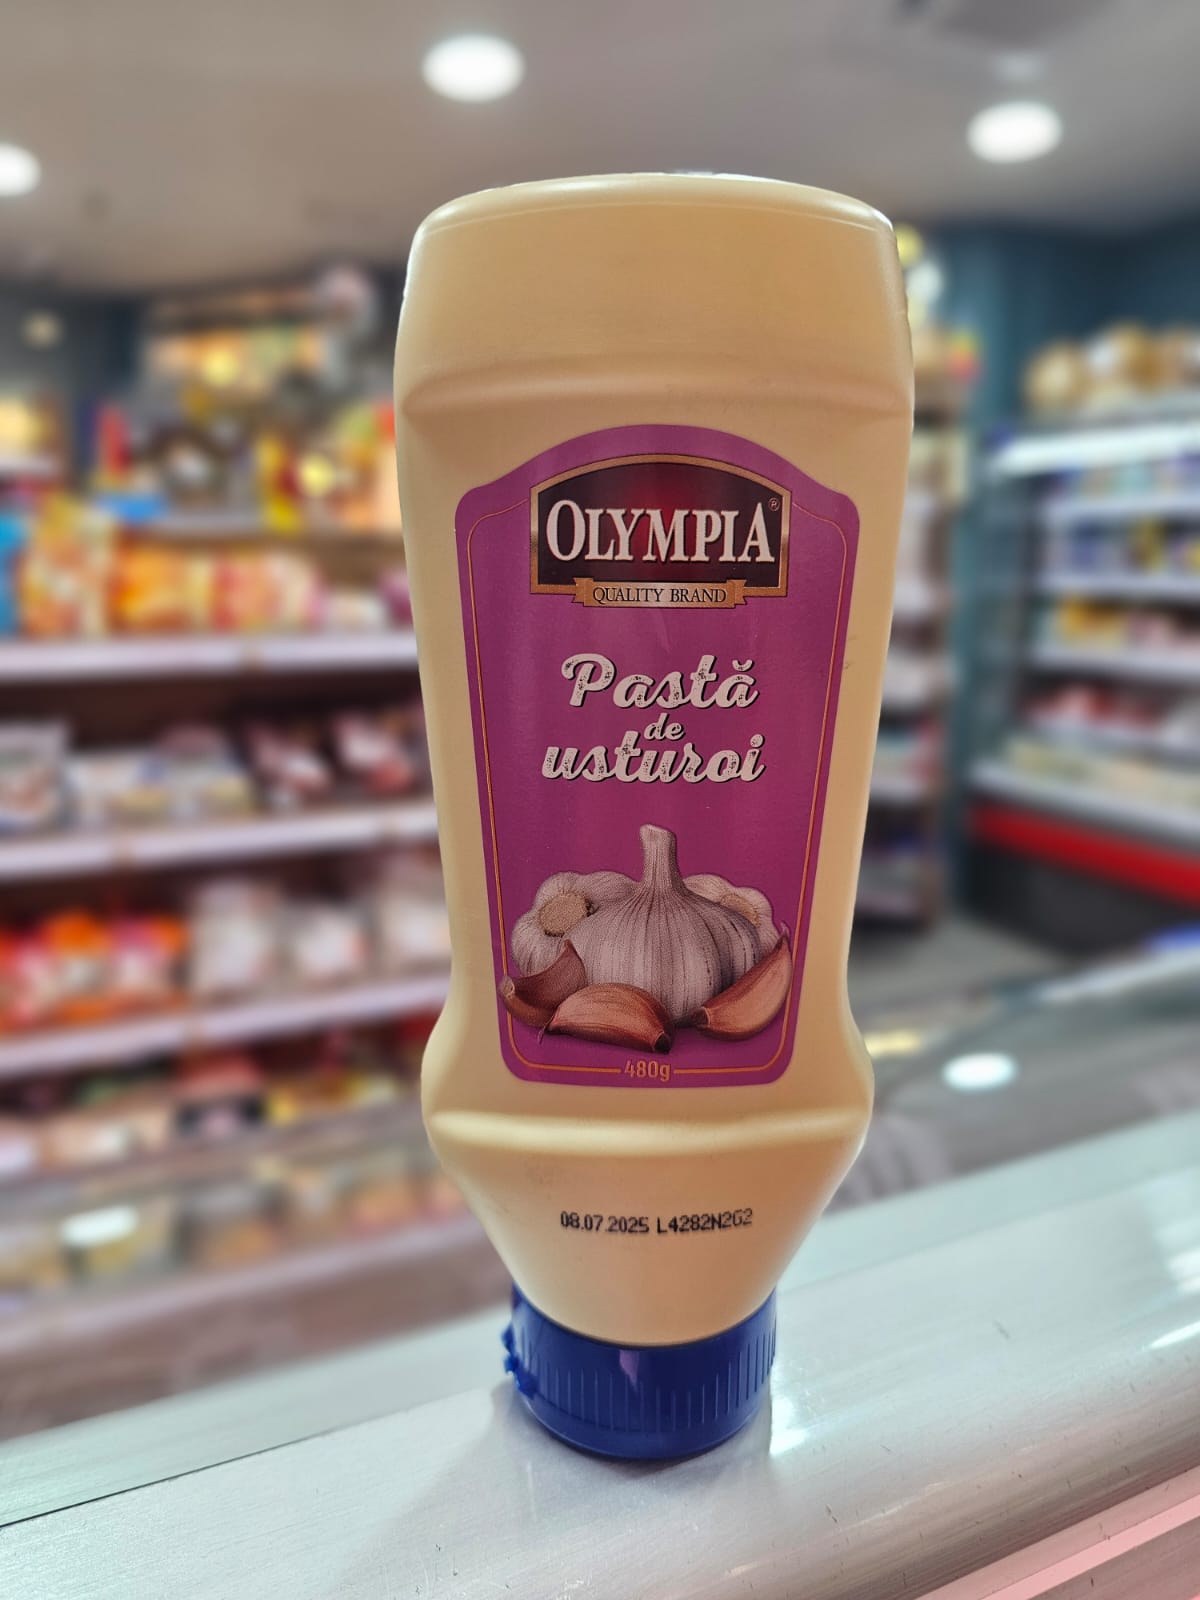 OLYMPIA®
QUALITY BRAND
Pastă
de
usturoi
480g
08.07.2025 L4282N2G2